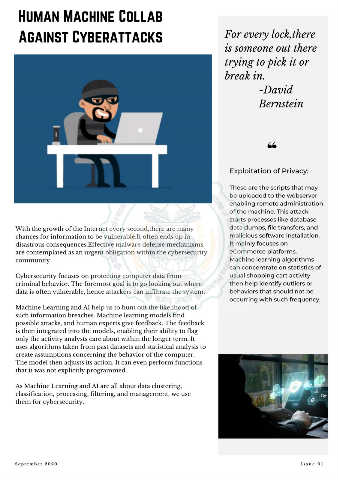 Human Machine Collab
Against Cyberattacks
For every lock,there
is someone out there
trying to pick it or
break in.
-David
Bernstein
❝
With the growth of the Internet every second,there are many
chances for information to be vulnerable.It often ends up in
disastrous consequences.Effective malware defense mechanisms
are contemplated as an urgent obligation within the cybersecurity
community
Cybersecurity focuses on protecting computer data from
criminal activity. The foremost goal is to go looking out where
data is often vulnerable, hence attackers can infiltrate the system.
Machine Learning and AI help us to hunt out the likelihood of
such information breaches. Machine learning models find
possible attacks, and human experts give feedback. The feedback
is then integrated into the models, enabling their ability to flag
only the activity analysts care about within the longer term. It
uses algorithms taken from past datasets and statistical analysis to
create assumptions concerning the behavior of the computer.
The model then adjusts its action. It can even perform functions
that it was not explicitly programmed.
As Machine Learning and AI are all about data clustering,
classification, processing, filtering, and management, we use
them for cybersecurity.
Exploitation of Privacy:
These are the scripts that may
be uploaded to the webserver
enabling remote administration
of the machine. This attack
starts processes like database
data dumps, file transfers, and
malicious software installation.
It mainly focuses on
eCommerce platforms.
Machine learning algorithms
can concentrate on statistics of
usual shopping cart activity
then help identify outliers or
behaviors that should not be
occurring with such frequency.
September 2020